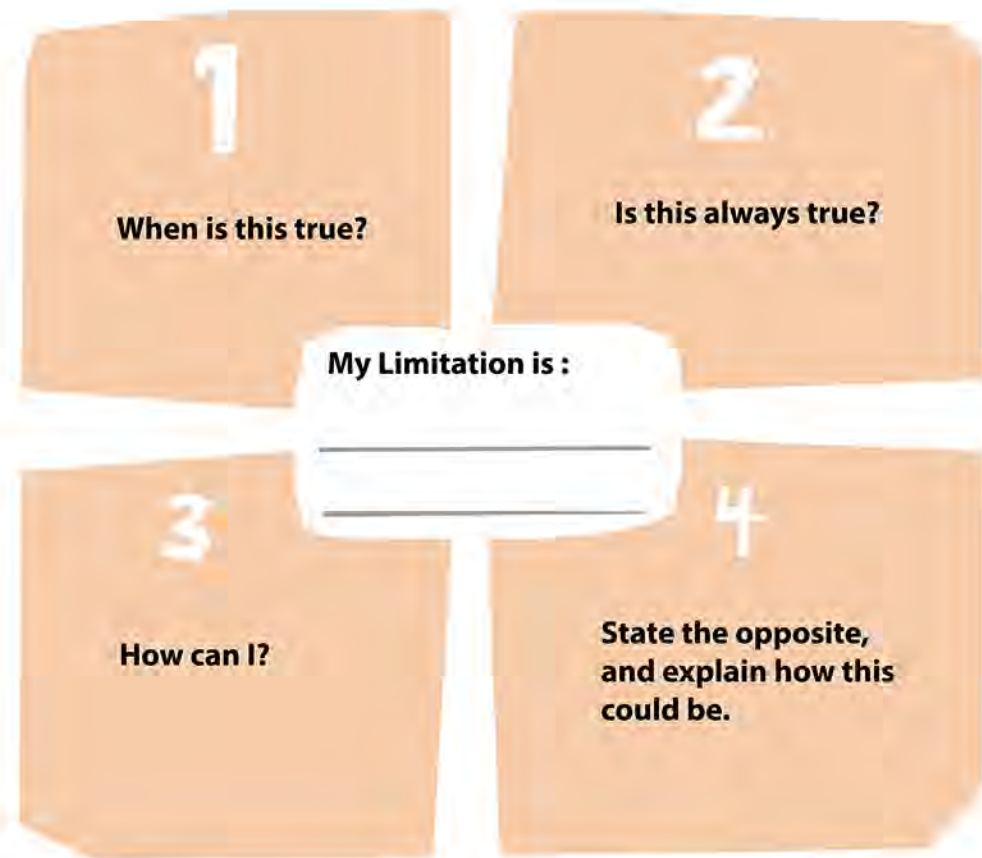 1
When is this true?
2
Is this always true?
My Limitation is :
3
How can I?
4
State the opposite,
and explain how this
could be.